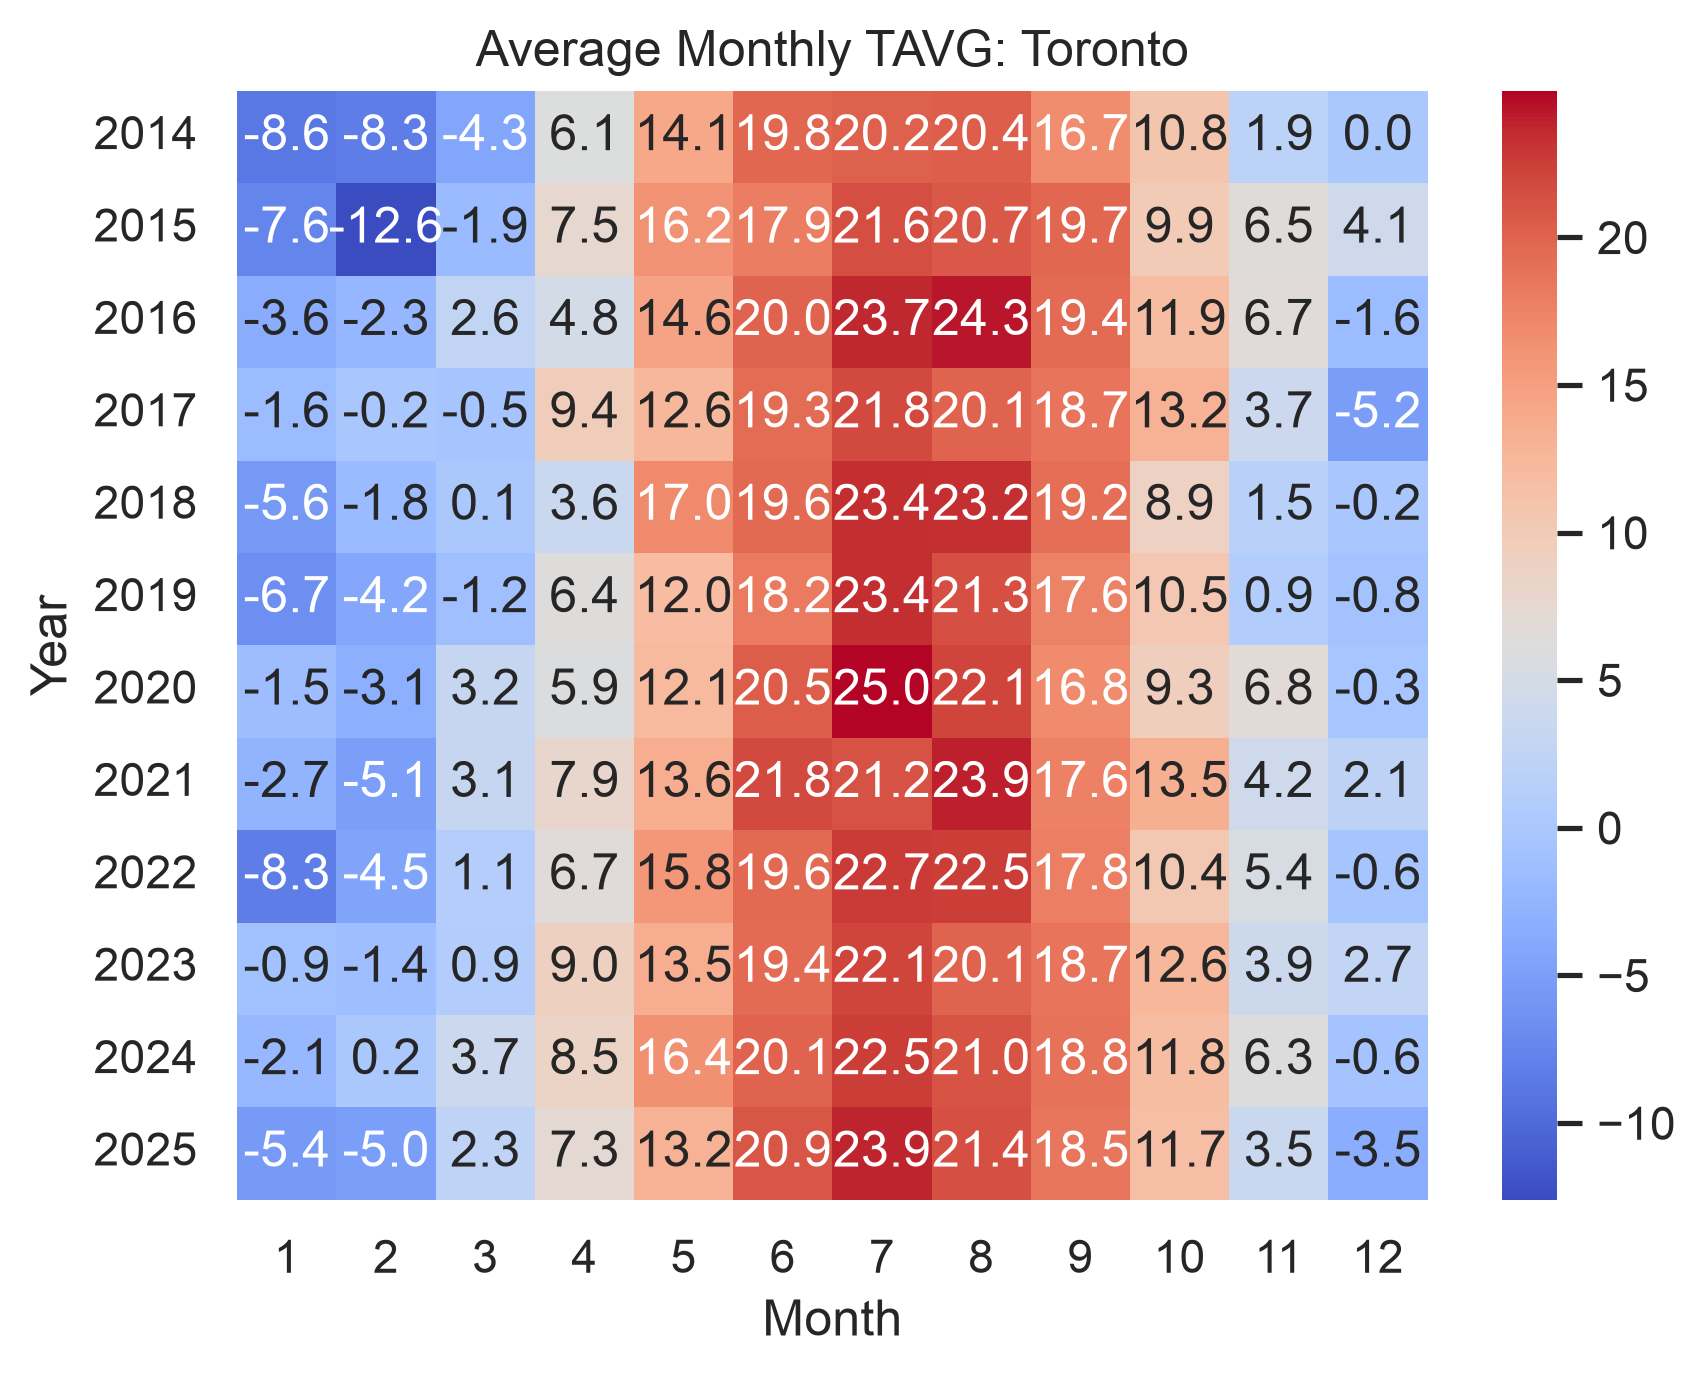 Average Monthly TAVG: Toronto
2014 -8.6 -8.3 -4.3 6.1 14.1 19.8 20.2 20.4 16.7 10.8 1.9 0.0
2015 -7.6 -12.6 -1.9 7.5 16.2 17.9 21.6 20.7 19.7 9.9 6.5 4.1
2016 -3.6 -2.3 2.6 4.8 14.6 20.0 23.7 24.3 19.4 11.9 6.7 -1.6
2017 -1.6 -0.2 -0.5 9.4 12.6 19.3 21.8 20.1 18.7 13.2 3.7 -5.2
2018 -5.6 -1.8 0.1 3.6 17.0 19.6 23.4 23.2 19.2 8.9 1.5 -0.2
2019 -6.7 -4.2 -1.2 6.4 12.0 18.2 23.4 21.3 17.6 10.5 0.9 -0.8
2020 -1.5 -3.1 3.2 5.9 12.1 20.5 25.0 22.1 16.8 9.3 6.8 -0.3
2021 -2.7 -5.1 3.1 7.9 13.6 21.8 21.2 23.9 17.6 13.5 4.2 2.1
2022 -8.3 -4.5 1.1 6.7 15.8 19.6 22.7 22.5 17.8 10.4 5.4 -0.6
2023 -0.9 -1.4 0.9 9.0 13.5 19.4 22.1 20.1 18.7 12.6 3.9 2.7
2024 -2.1 0.2 3.7 8.5 16.4 20.1 22.5 21.0 18.8 11.8 6.3 -0.6
2025 -5.4 -5.0 2.3 7.3 13.2 20.9 23.9 21.4 18.5 11.7 3.5 -3.5
1 2 3 4 5 6 7 8 9 10 11 12
Month
Year
20
15
10
5
0
−5
−10